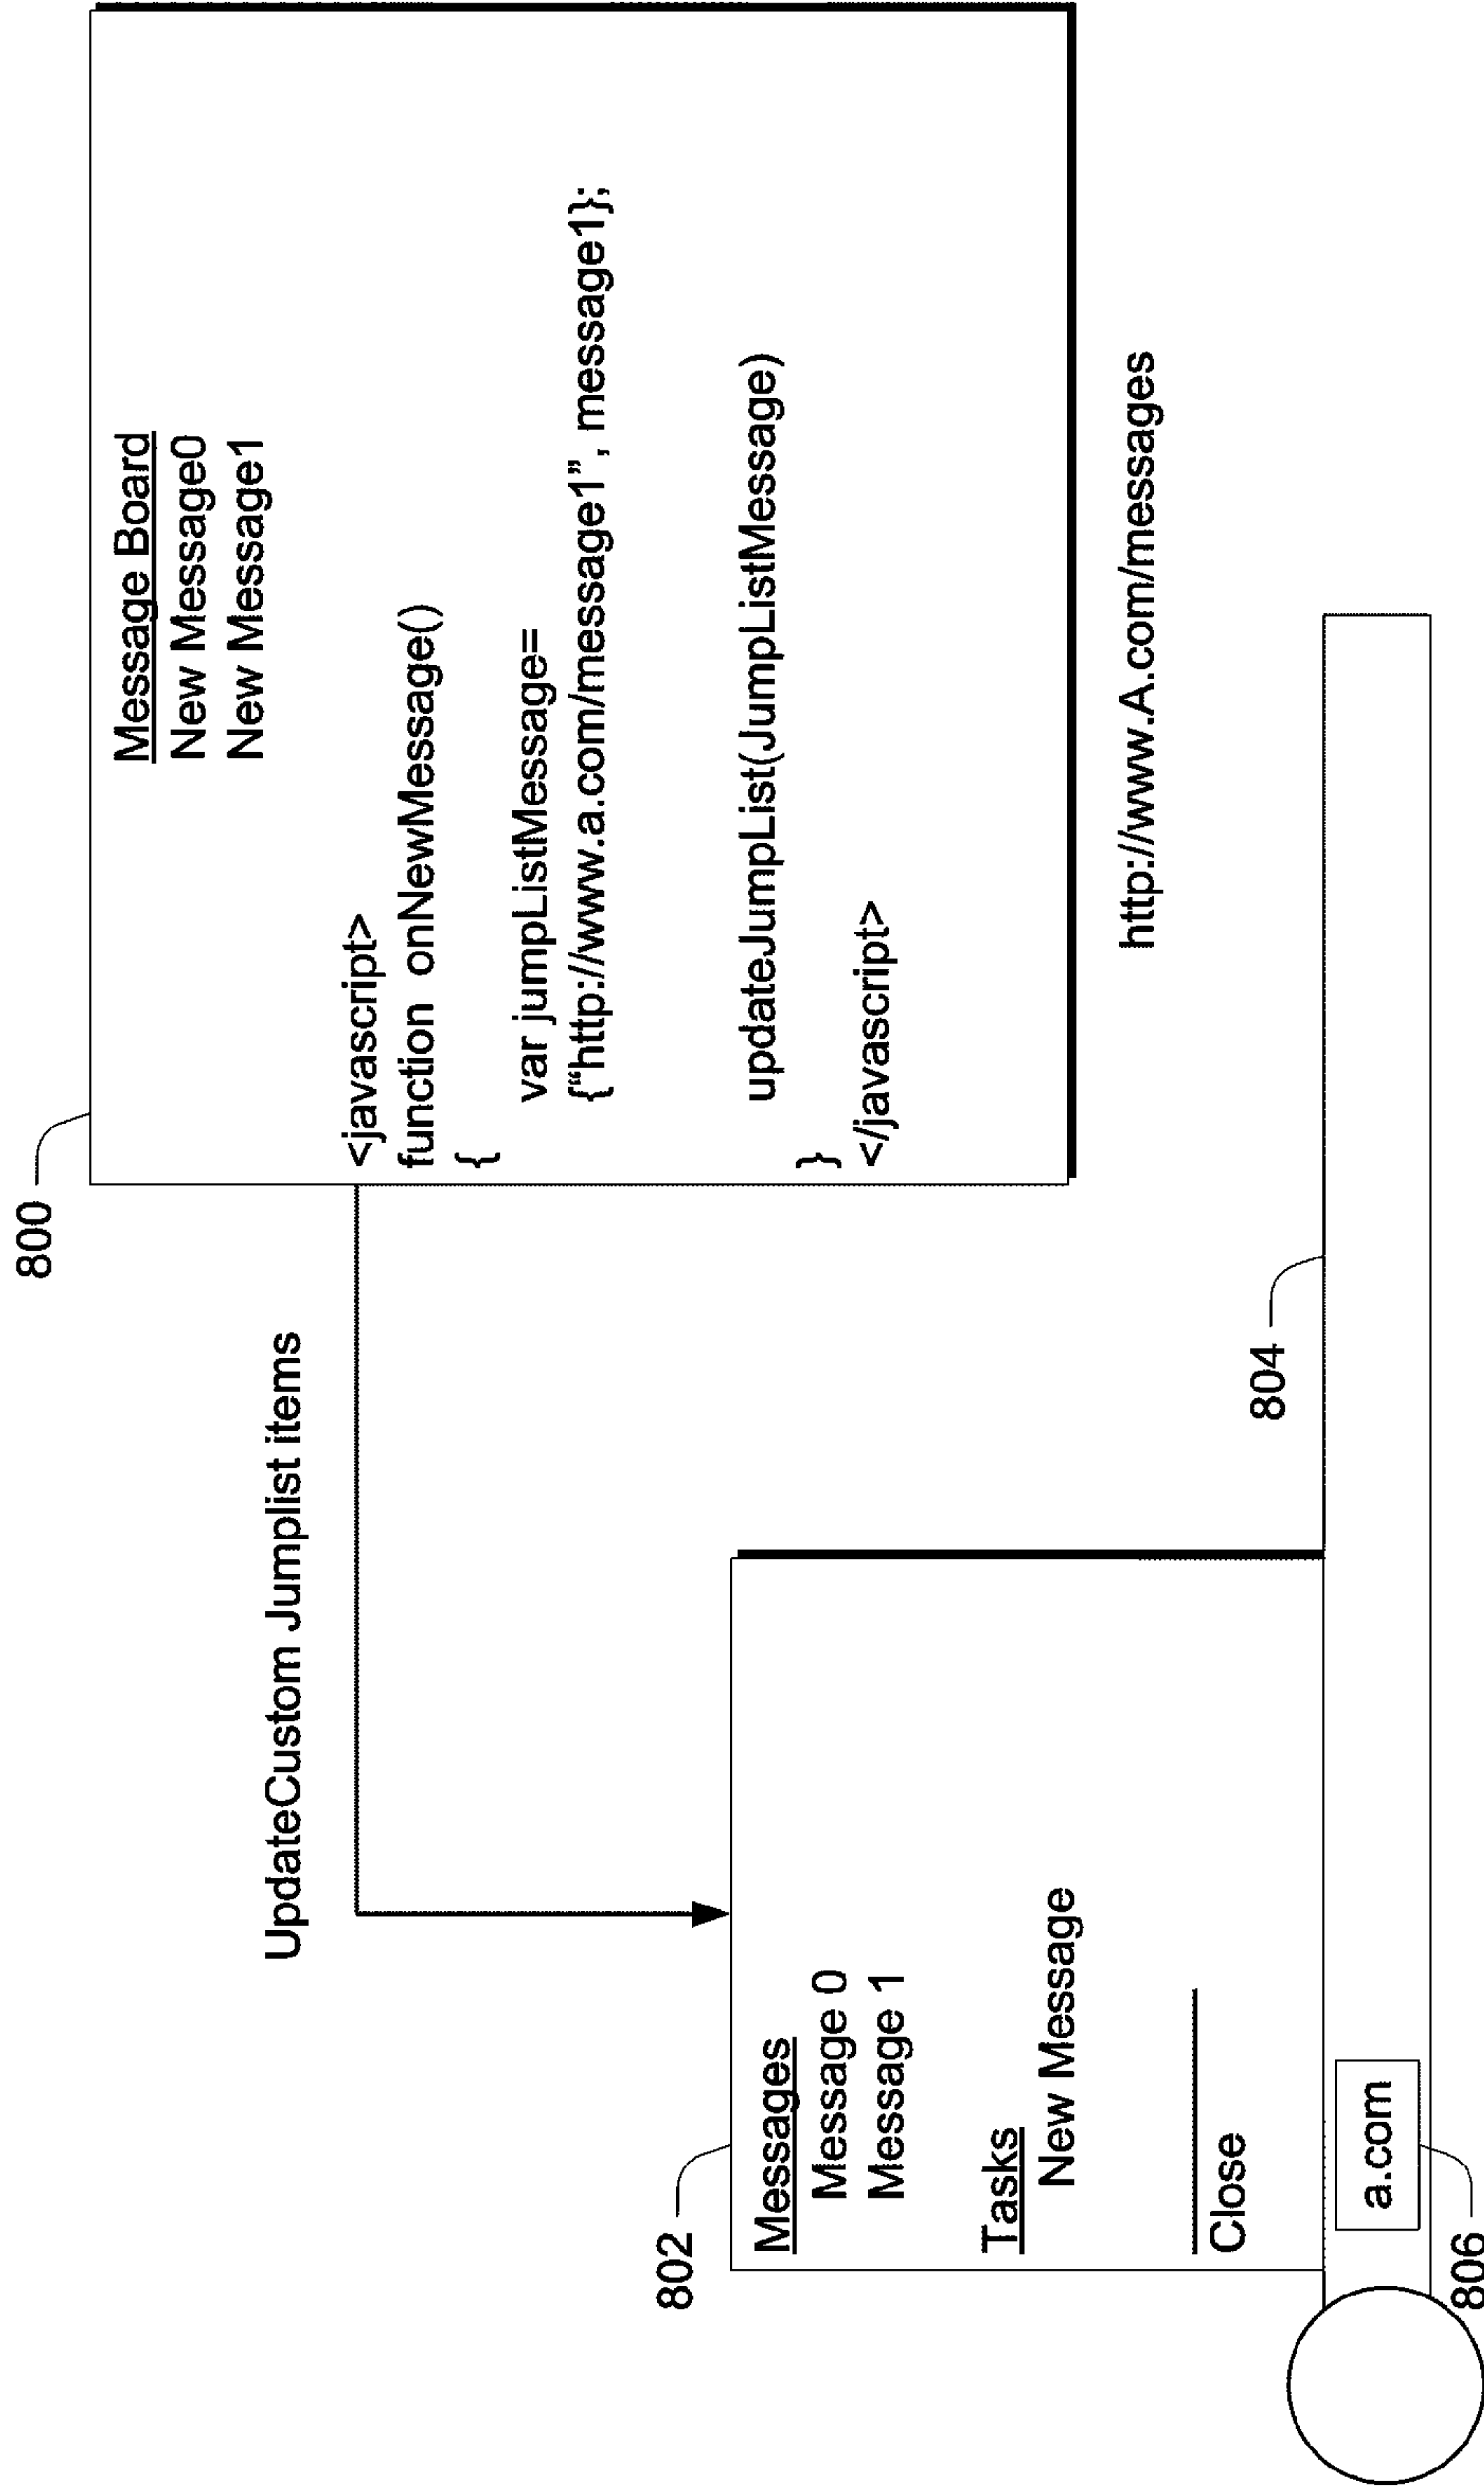 800
Message Board
New Message0
New Message1
<javascript>
function onNewMessage()
{
var jumpListMessage=
{“http://www.a.com/message1”, message1};
updateJumpList(JumpListMessage)
}
</javascript>
http://www.A.com/messages
UpdateCustom Jumplist items
802
Messages
Message 0
Message 1
Tasks
New Message
Close
804
a.com
806